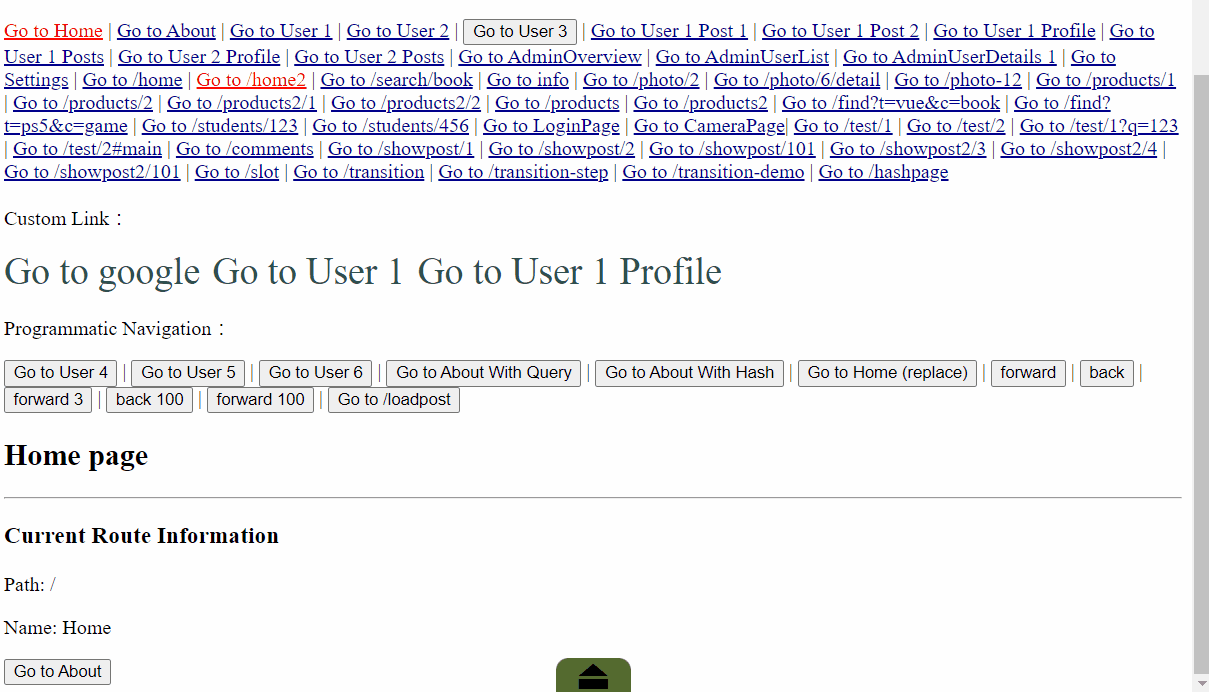 Go to Home | Go to About | Go to User 1 | Go to User 2 | Go to User 3 | Go to User 1 Post 1 | Go to User 1 Post 2 | Go to User 1 Profile | Go to
User 1 Posts | Go to User 2 Profile | Go to User 2 Posts | Go to AdminOverview | Go to AdminUserList | Go to AdminUserDetails 1 | Go to
Settings | Go to /home | Go to /home2 | Go to /search/book | Go to info | Go to /photo/2 | Go to /photo/6/detail | Go to /photo-12 | Go to /products/1
| Go to /products/2 | Go to /products2/1 | Go to /products2/2 | Go to /products | Go to /products2 | Go to /find?t=vue&c=book | Go to /find?
t=ps5&c=game | Go to /students/123 | Go to /students/456 | Go to LoginPage | Go to CameraPage| Go to /test/1 | Go to /test/2 | Go to /test/1?q=123
| Go to /test/2#main | Go to /comments | Go to /showpost/1 | Go to /showpost/2 | Go to /showpost/101 | Go to /showpost2/3 | Go to /showpost2/4 |
Go to /showpost2/101 | Go to /slot | Go to /transition | Go to /transition-step | Go to /transition-demo | Go to /hashpage
Custom Link：
Go to google Go to User 1 Go to User 1 Profile
Programmatic Navigation：
Go to User 4 | Go to User 5 | Go to User 6 | Go to About With Query | Go to About With Hash | Go to Home (replace) | forward | back |
forward 3 | back 100 | forward 100 | Go to /loadpost
Home page
Current Route Information
Path: /
Name: Home
Go to About